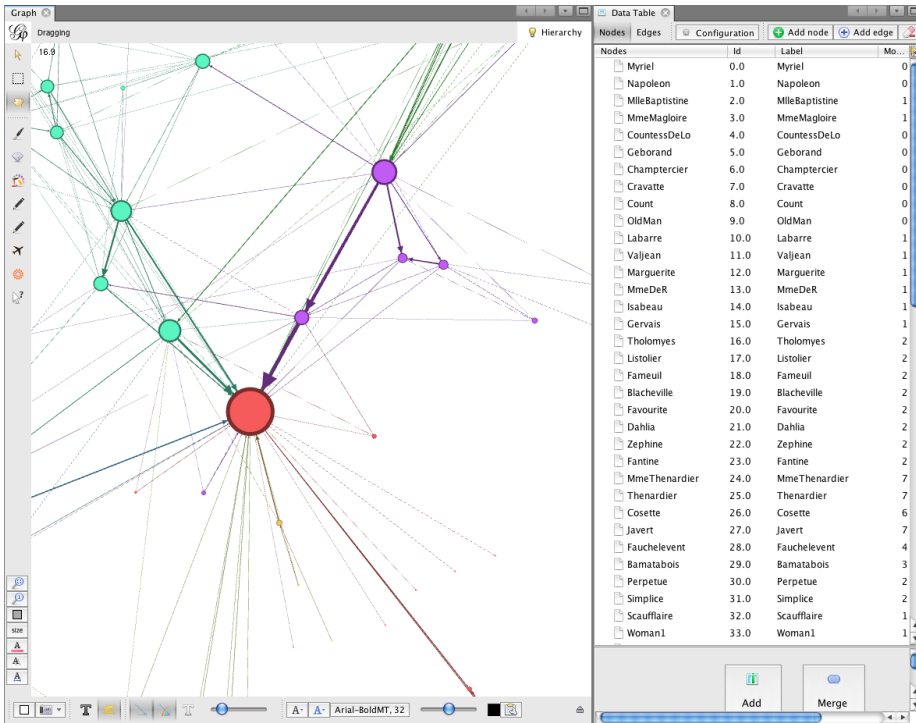 Graph
Dragging
Hierarchy
16.9
size
A
A
A
T
T
A-
A-
Arial-BoldMT, 32
Data Table
Nodes Edges Configuration Add node Add edge
Nodes Id Label Mo...
Myriel 0.0 Myriel 0
Napoleon 1.0 Napoleon 0
MlleBaptistine 2.0 MlleBaptistine 1
MmeMagloire 3.0 MmeMagloire 1
CountessDeLo 4.0 CountessDeLo 0
Geborand 5.0 Geborand 0
Champtercier 6.0 Champtercier 0
Cravatte 7.0 Cravatte 0
Count 8.0 Count 0
OldMan 9.0 OldMan 0
Labarre 10.0 Labarre 1
Valjean 11.0 Valjean 1
Marguerite 12.0 Marguerite 1
MmeDeR 13.0 MmeDeR 1
Isabeau 14.0 Isabeau 1
Gervais 15.0 Gervais 1
Tholomyes 16.0 Tholomyes 2
Listolier 17.0 Listolier 2
Fameuil 18.0 Fameuil 2
Blacheville 19.0 Blacheville 2
Favourite 20.0 Favourite 2
Dahlia 21.0 Dahlia 2
Zephine 22.0 Zephine 2
Fantine 23.0 Fantine 2
MmeThenardier 24.0 MmeThenardier 7
Thenardier 25.0 Thenardier 7
Cosette 26.0 Cosette 6
Javert 27.0 Javert 7
Fauchelevent 28.0 Fauchelevent 4
Bamatabois 29.0 Bamatabois 3
Perpetue 30.0 Perpetue 2
Simplice 31.0 Simplice 2
Scaufflaire 32.0 Scaufflaire 1
Woman1 33.0 Woman1 1
Add Merge